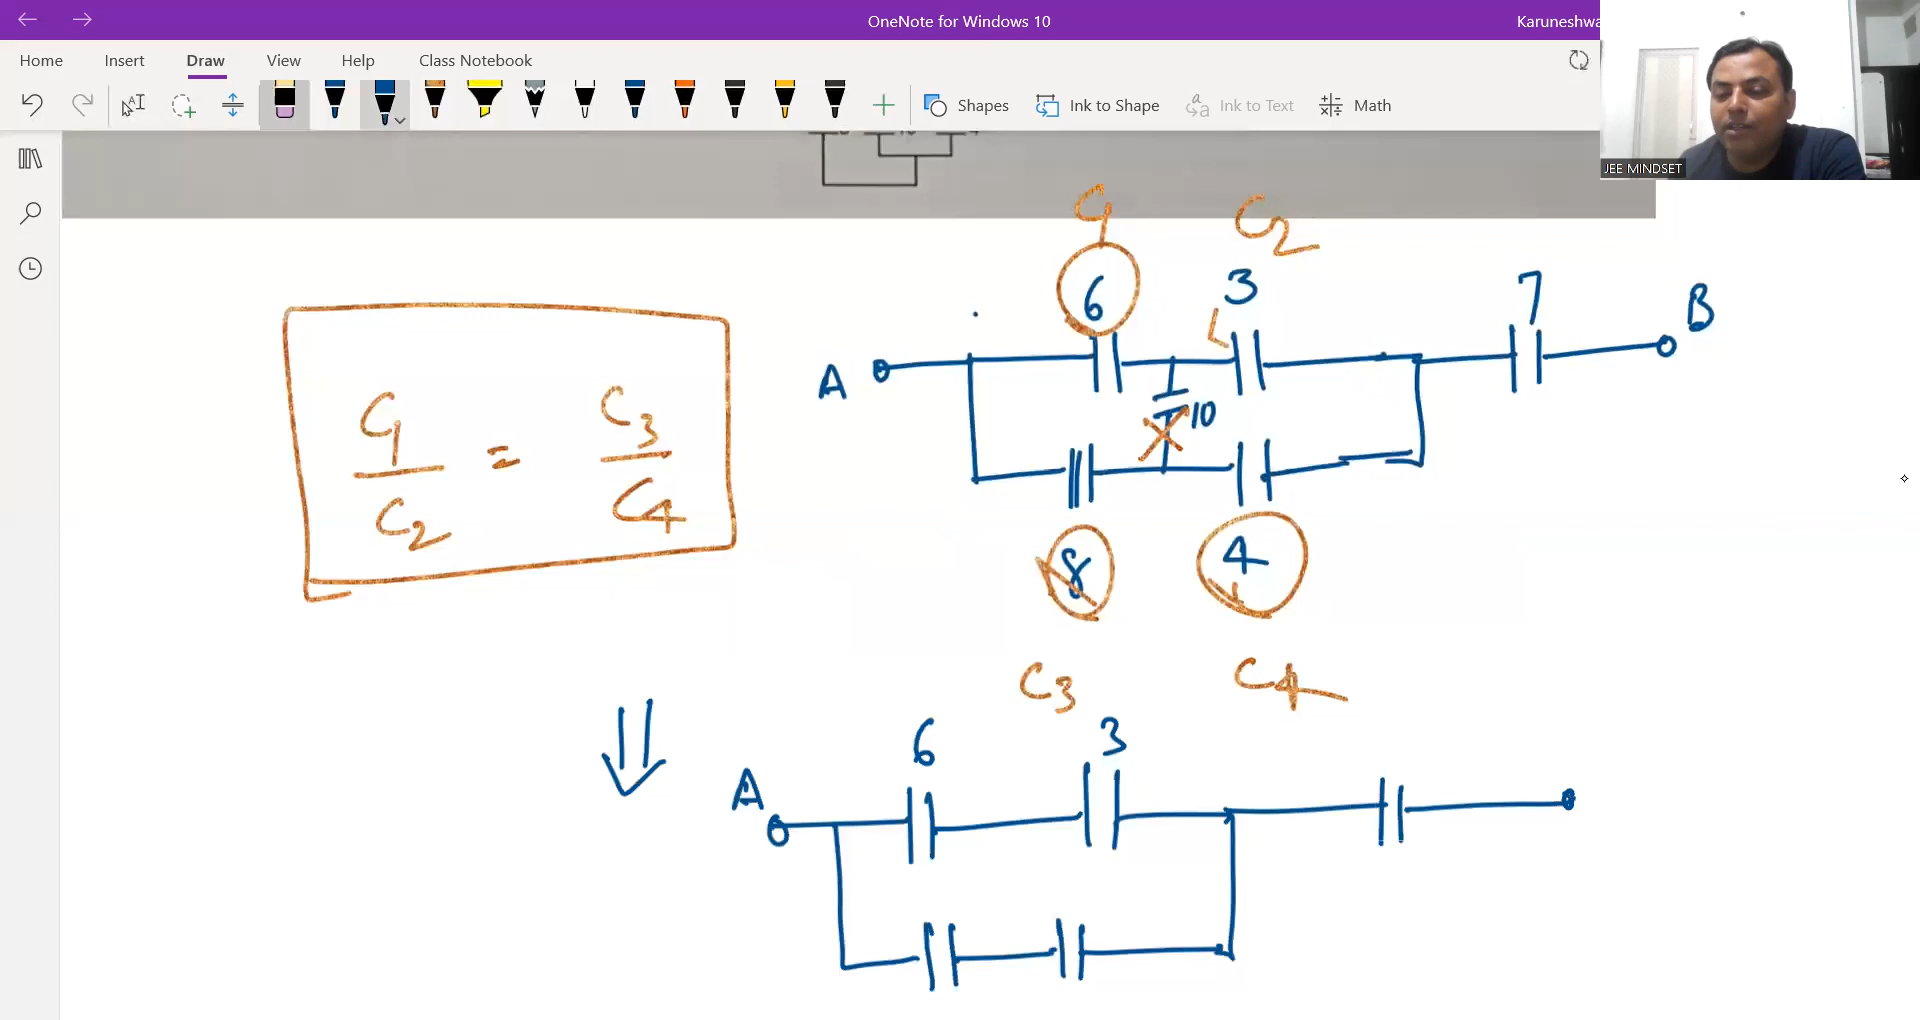 OneNote for Windows 10
Karuneshwa
Home Insert Draw View Help Class Notebook
Shapes Ink to Shape Ink to Text Math
JEE MINDSET
C1 C2
6 3 7 B
A
10
8 4
C3 C4
C1/C2 = C3/C4
6 3
A